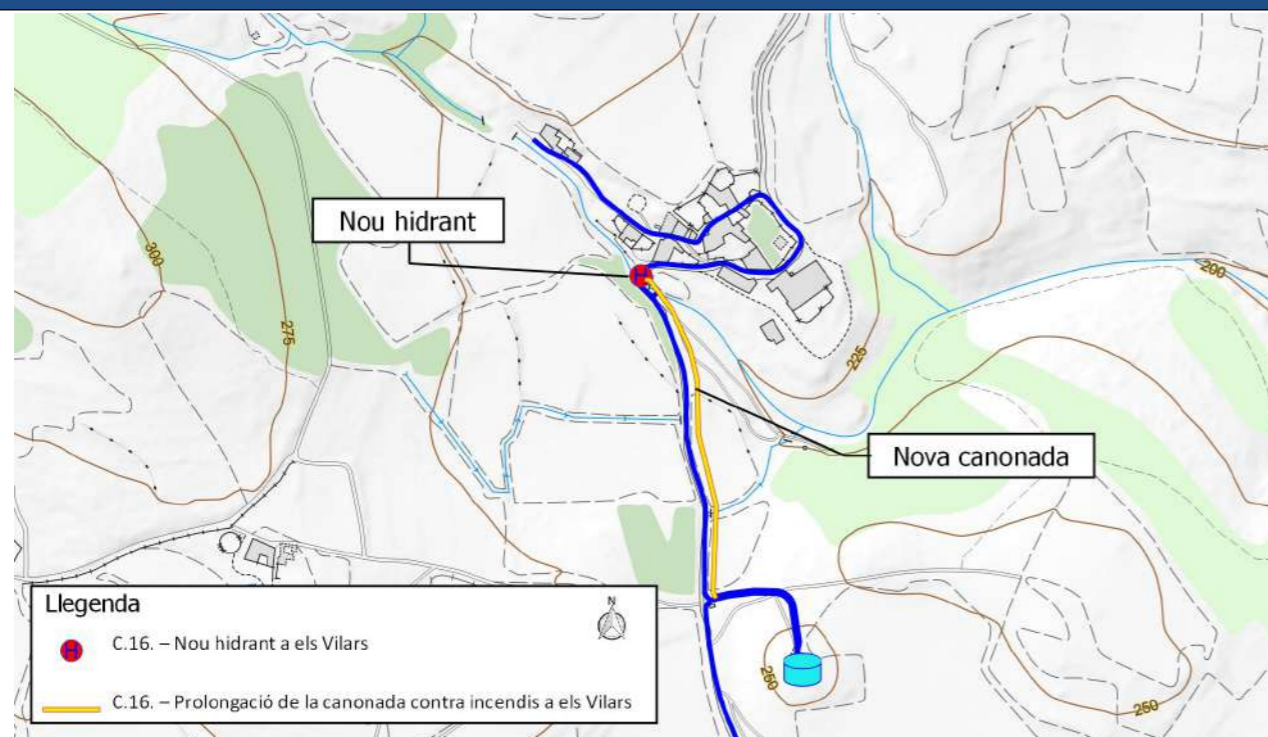 Nou hidrant
300
275
200
225
Nova canonada
Llegenda
N
H
C.16. – Nou hidrant a els Vilars
C.16. – Prolongació de la canonada contra incendis a els Vilars
H
250
250